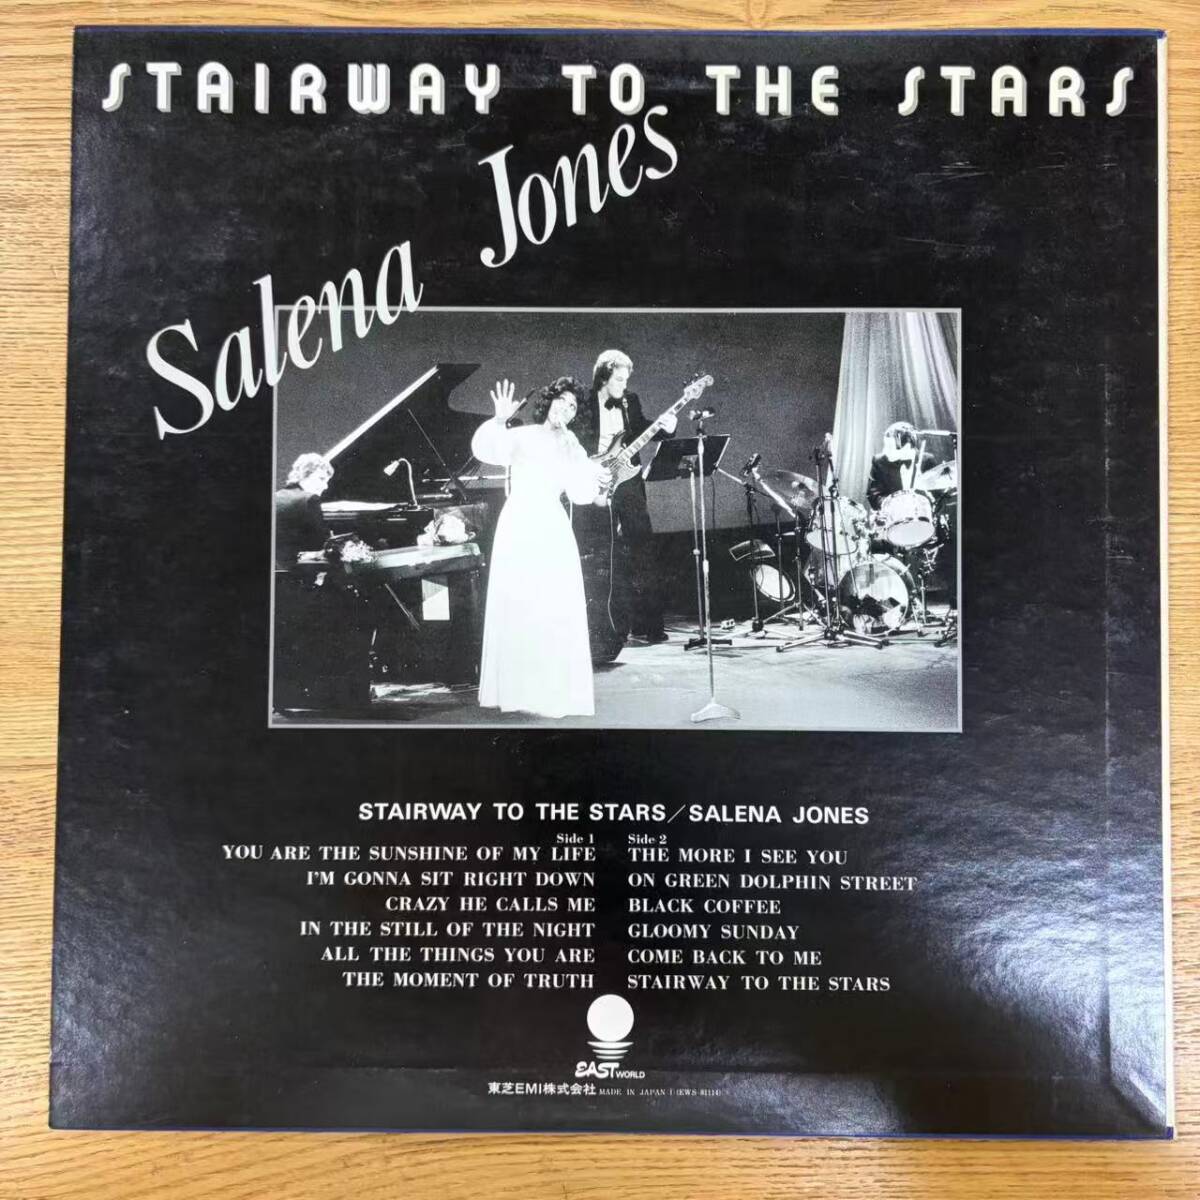 STAIRWAY TO THE STARS
Salena Jones
STAIRWAY TO THE STARS／SALENA JONES
Side 1
YOU ARE THE SUNSHINE OF MY LIFE
I'M GONNA SIT RIGHT DOWN
CRAZY HE CALLS ME
IN THE STILL OF THE NIGHT
ALL THE THINGS YOU ARE
THE MOMENT OF TRUTH
Side 2
THE MORE I SEE YOU
ON GREEN DOLPHIN STREET
BLACK COFFEE
GLOOMY SUNDAY
COME BACK TO ME
STAIRWAY TO THE STARS
EAST WORLD
東芝EMI株式会社 MADE IN JAPAN (EWS-81114)